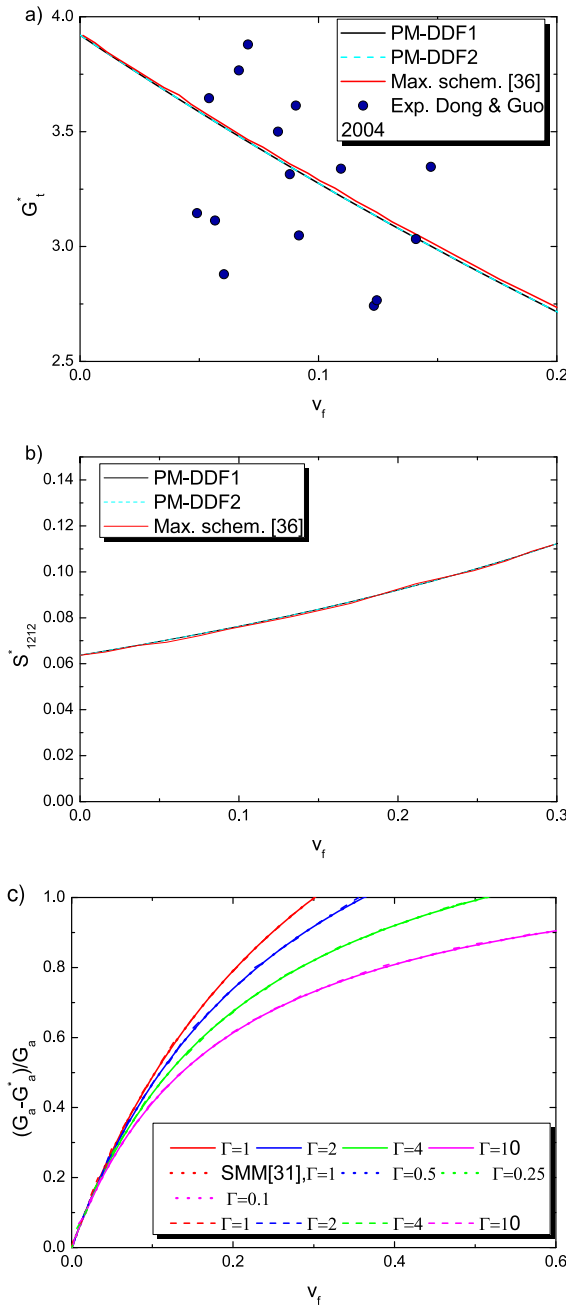 a)
4.0
3.5
3.0
2.5
G*t
0.0
0.1
0.2
vf
PM-DDF1
PM-DDF2
Max. schem. [36]
Exp. Dong & Guo
2004
b)
0.14
0.12
0.10
0.08
0.06
0.04
0.02
0.00
S*1212
0.0
0.1
0.2
0.3
vf
PM-DDF1
PM-DDF2
Max. schem. [36]
c)
1.0
0.8
0.6
0.4
0.2
0.0
(Ga-G*a)/Ga
0.0
0.2
0.4
0.6
vf
Γ=1 Γ=2 Γ=4 Γ=10
SMM[31],Γ=1 Γ=0.5 Γ=0.25
Γ=0.1
Γ=1 Γ=2 Γ=4 Γ=10